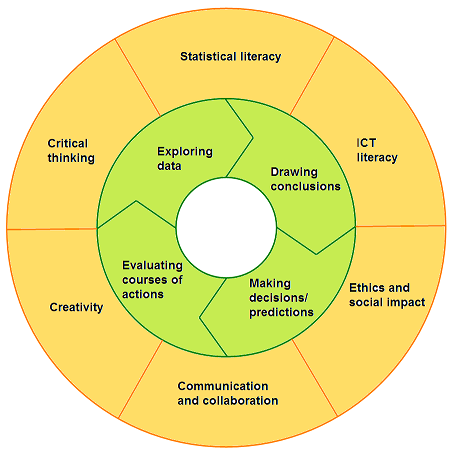 Statistical literacy
ICT
literacy
Ethics and
social impact
Communication
and collaboration
Creativity
Critical
thinking
Exploring
data
Drawing
conclusions
Making
decisions/
predictions
Evaluating
courses of
actions